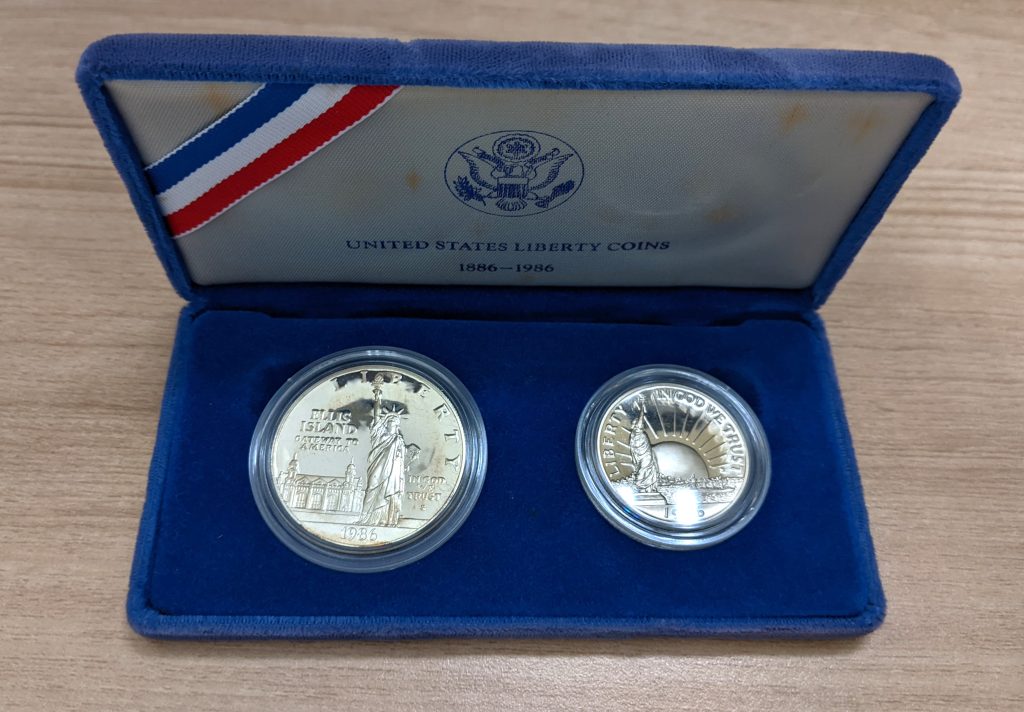 UNITED STATES LIBERTY COINS
1886–1986
LIBERTY
ELLIS
ISLAND
GATEWAY TO
AMERICA
IN GOD
WE
TRUST
1986
LIBERTY
IN GOD WE TRUST